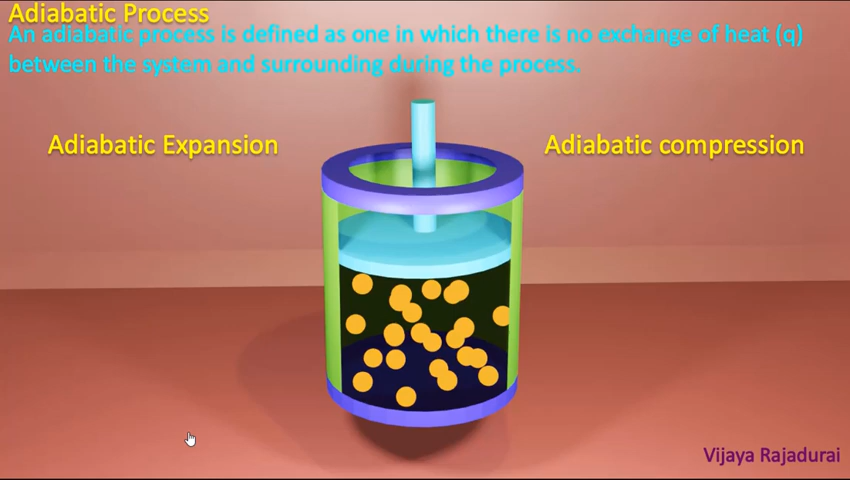 Adiabatic Process
An adiabatic process is defined as one in which there is no exchange of heat (q)
between the system and surrounding during the process.
Adiabatic Expansion
Adiabatic compression
Vijaya Rajadurai